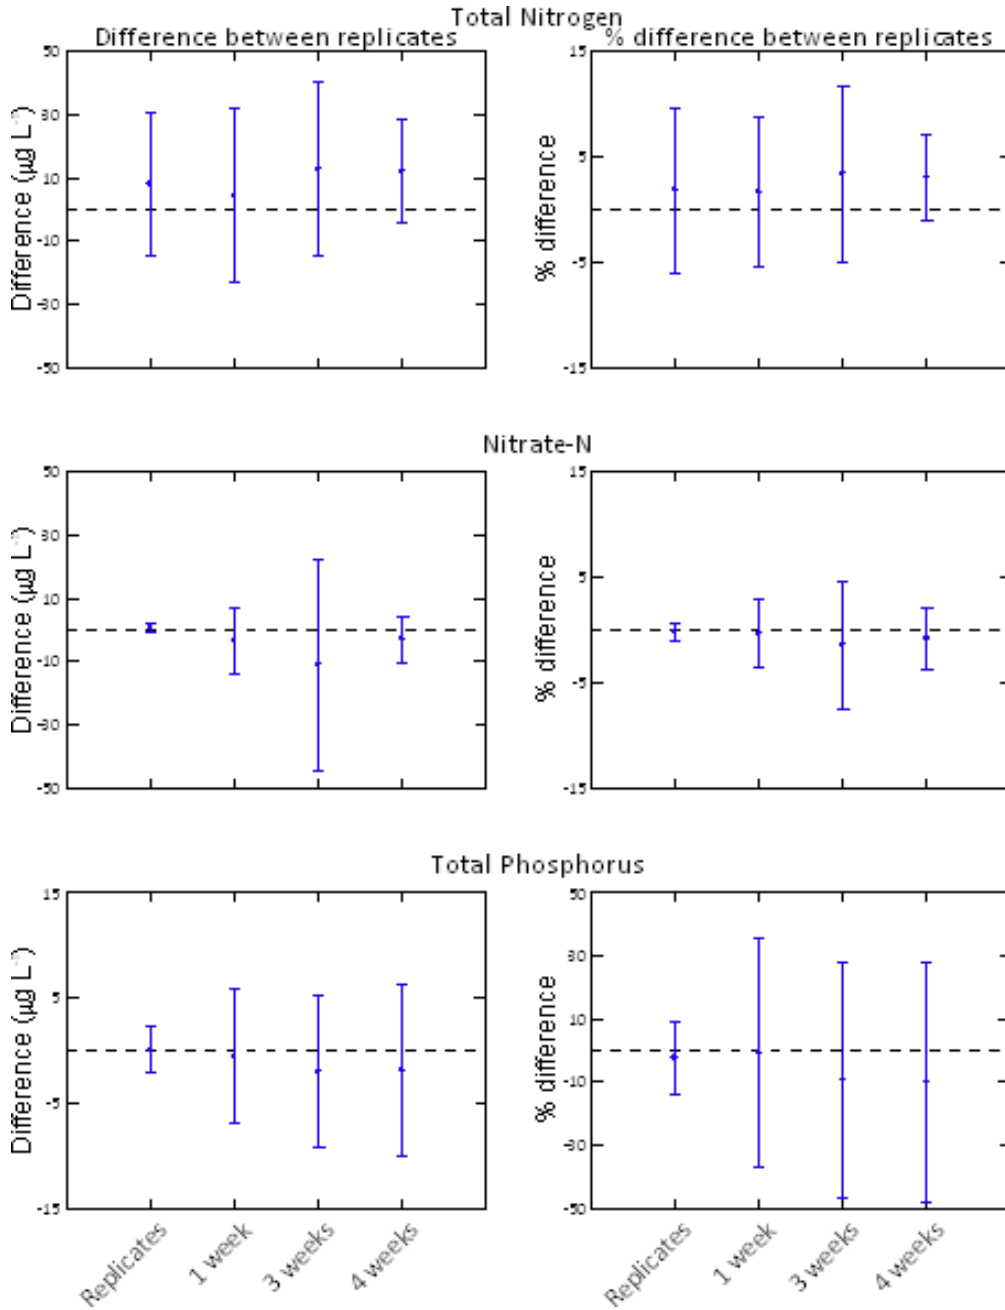 Total Nitrogen
Difference between replicates
% difference between replicates
50
30
10
-10
-30
-50
Difference (µg L⁻¹)
15
5
-5
-15
% difference
Nitrate-N
50
30
10
-10
-30
-50
Difference (µg L⁻¹)
15
5
-5
-15
% difference
Total Phosphorus
15
5
-5
-15
Difference (µg L⁻¹)
50
30
10
-10
-30
-50
% difference
Replicates
1 week
3 weeks
4 weeks
Replicates
1 week
3 weeks
4 weeks